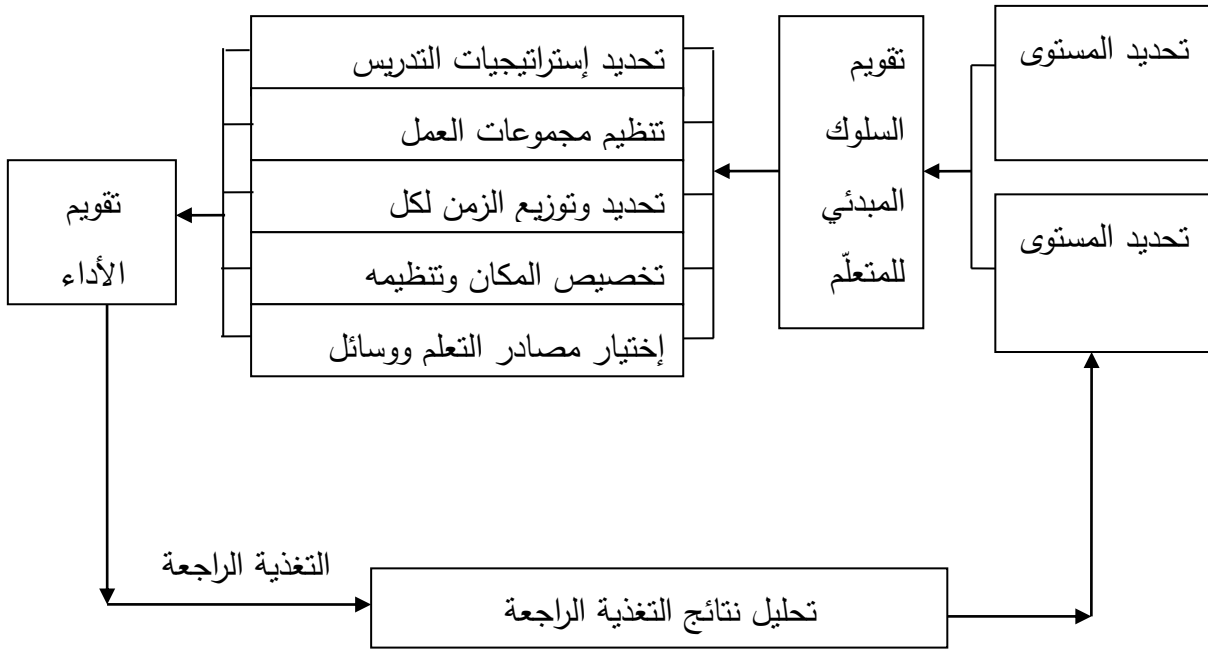 تحديد المستوى
تحديد المستوى
تقويم
السلوك
المبدئي
للمتعلّم
تحديد إستراتيجيات التدريس
تنظيم مجموعات العمل
تحديد وتوزيع الزمن لكل
تخصيص المكان وتنظيمه
إختيار مصادر التعلم ووسائل
تقويم
الأداء
التغذية الراجعة
تحليل نتائج التغذية الراجعة